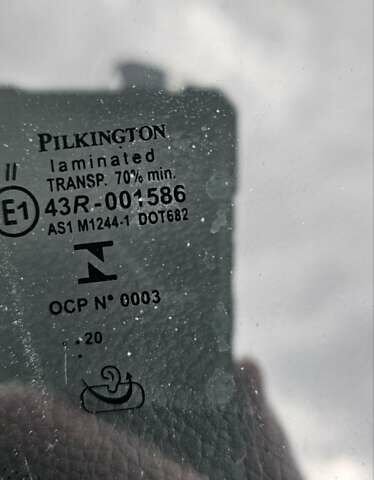 PILKINGTON
laminated
TRANSP. 70% min.
II
E1 43R-001586
AS1 M1244-1 DOT682
OCP N° 0003
. . 20
.